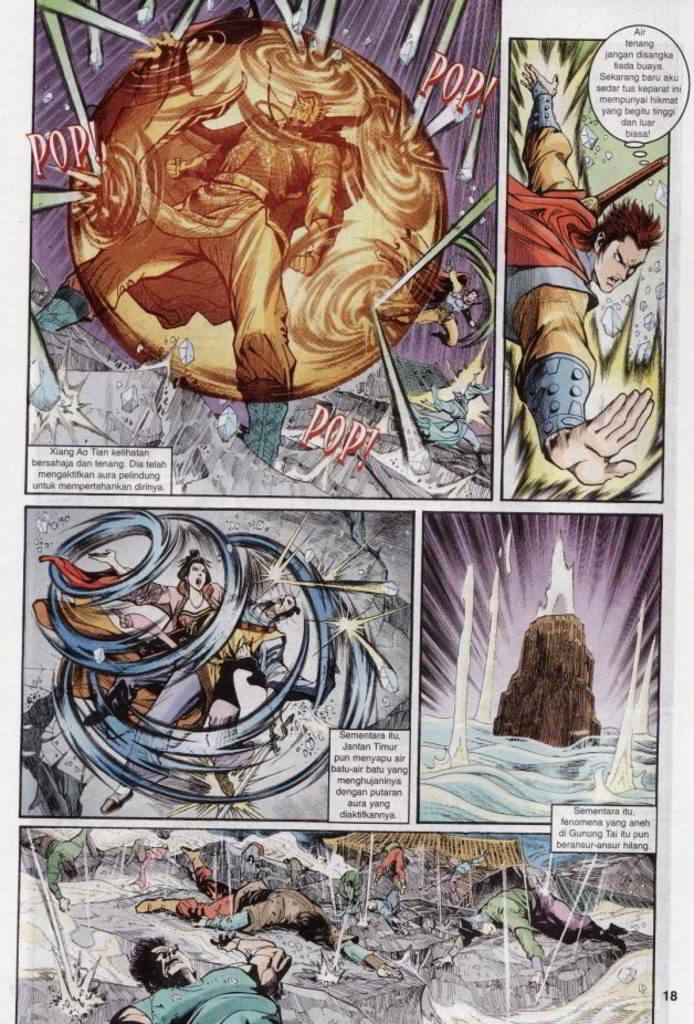 POP!
POP!
POP!
Xiang Ao Tian kelihatan
bersahaja dan tenang. Dia telah
mengaktifkan aura pelindung
untuk mempertahankan dirinya.
Air
tenang
jangan disangka
tiada buaya.
Sekarang baru aku
sedar tua keparat ini
mempunyai hikmat
yang begitu tinggi
dan luar
biasa!
Sementara itu,
Jantan Timur
pun menyapu air
batu-air batu yang
menghujaninya
dengan putaran
aura yang
diaktifkannya.
Sementara itu,
fenomena yang aneh
di Gunung Tai itu pun
beransur-ansur hilang.
18